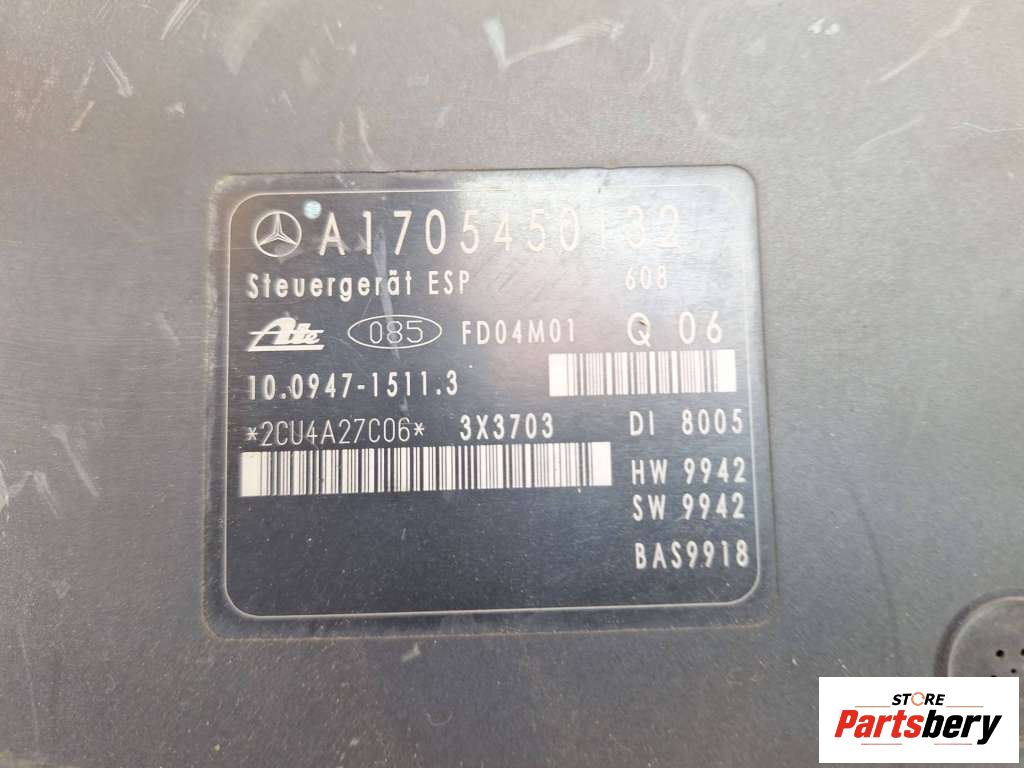 A1705450132
Steuergerät ESP 608
Ate 085 FD04M01 Q 06
10.0947-1511.3
*2CU4A27C06* 3X3703 DI 8005
HW 9942
SW 9942
BAS9918
STORE
Partsbery